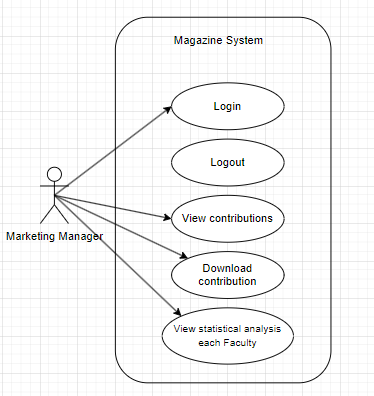 Magazine System
Login
Logout
View contributions
Marketing Manager
Download
contribution
View statistical analysis
each Faculty